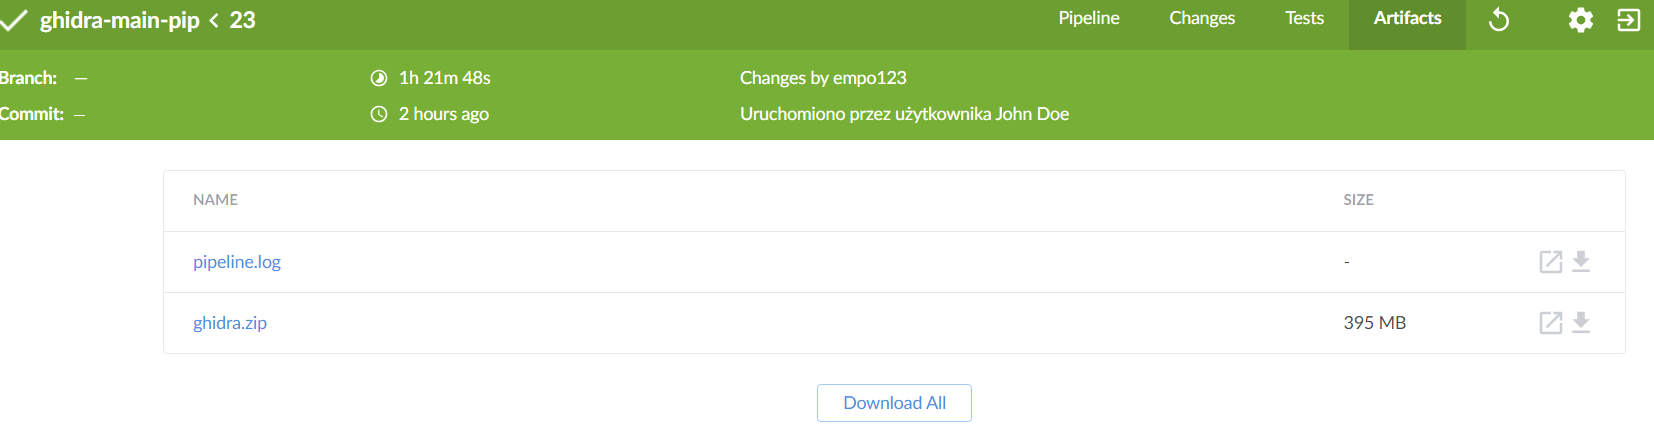 ghidra-main-pip < 23
Pipeline
Changes
Tests
Artifacts
Branch: —
1h 21m 48s
Changes by empo123
Commit: —
2 hours ago
Uruchomiono przez użytkownika John Doe
NAME
SIZE
pipeline.log
-
ghidra.zip
395 MB
Download All